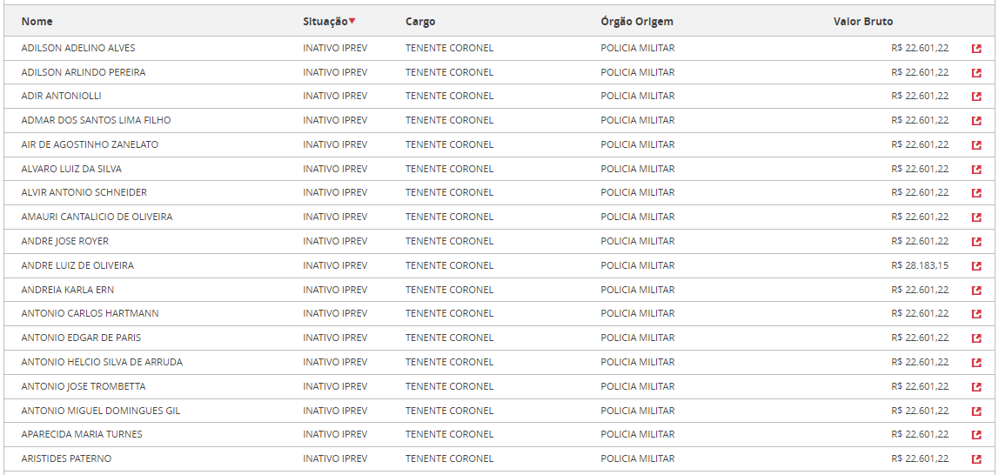 Nome Situação Cargo Órgão Origem Valor Bruto
ADILSON ADELINO ALVES INATIVO IPREV TENENTE CORONEL POLICIA MILITAR R$ 22.601,22
ADILSON ARLINDO PEREIRA INATIVO IPREV TENENTE CORONEL POLICIA MILITAR R$ 22.601,22
ADIR ANTONIOLLI INATIVO IPREV TENENTE CORONEL POLICIA MILITAR R$ 22.601,22
ADMAR DOS SANTOS LIMA FILHO INATIVO IPREV TENENTE CORONEL POLICIA MILITAR R$ 22.601,22
AIR DE AGOSTINHO ZANELATO INATIVO IPREV TENENTE CORONEL POLICIA MILITAR R$ 22.601,22
ALVARO LUIZ DA SILVA INATIVO IPREV TENENTE CORONEL POLICIA MILITAR R$ 22.601,22
ALVIR ANTONIO SCHNEIDER INATIVO IPREV TENENTE CORONEL POLICIA MILITAR R$ 22.601,22
AMAURI CANTALICIO DE OLIVEIRA INATIVO IPREV TENENTE CORONEL POLICIA MILITAR R$ 22.601,22
ANDRE JOSE ROYER INATIVO IPREV TENENTE CORONEL POLICIA MILITAR R$ 22.601,22
ANDRE LUIZ DE OLIVEIRA INATIVO IPREV TENENTE CORONEL POLICIA MILITAR R$ 28.183,15
ANDREIA KARLA ERN INATIVO IPREV TENENTE CORONEL POLICIA MILITAR R$ 22.601,22
ANTONIO CARLOS HARTMANN INATIVO IPREV TENENTE CORONEL POLICIA MILITAR R$ 22.601,22
ANTONIO EDGAR DE PARIS INATIVO IPREV TENENTE CORONEL POLICIA MILITAR R$ 22.601,22
ANTONIO HELCIO SILVA DE ARRUDA INATIVO IPREV TENENTE CORONEL POLICIA MILITAR R$ 22.601,22
ANTONIO JOSE TROMBETTA INATIVO IPREV TENENTE CORONEL POLICIA MILITAR R$ 22.601,22
ANTONIO MIGUEL DOMINGUES GIL INATIVO IPREV TENENTE CORONEL POLICIA MILITAR R$ 22.601,22
APARECIDA MARIA TURNES INATIVO IPREV TENENTE CORONEL POLICIA MILITAR R$ 22.601,22
ARISTIDES PATERNO INATIVO IPREV TENENTE CORONEL POLICIA MILITAR R$ 22.601,22